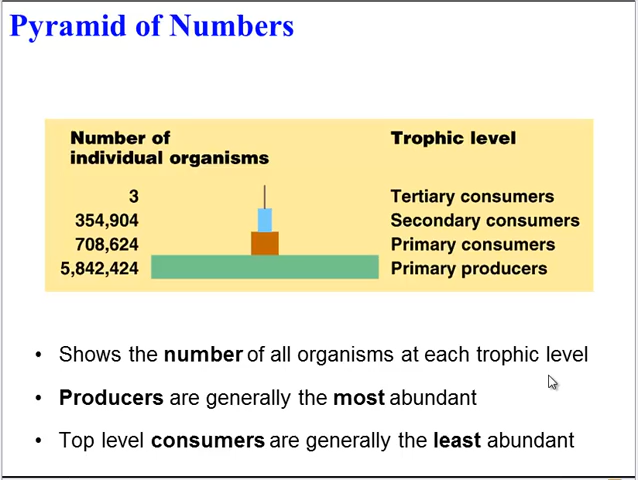 Pyramid of Numbers
Number of individual organisms
Trophic level
3 Tertiary consumers
354,904 Secondary consumers
708,624 Primary consumers
5,842,424 Primary producers
• Shows the number of all organisms at each trophic level
• Producers are generally the most abundant
• Top level consumers are generally the least abundant